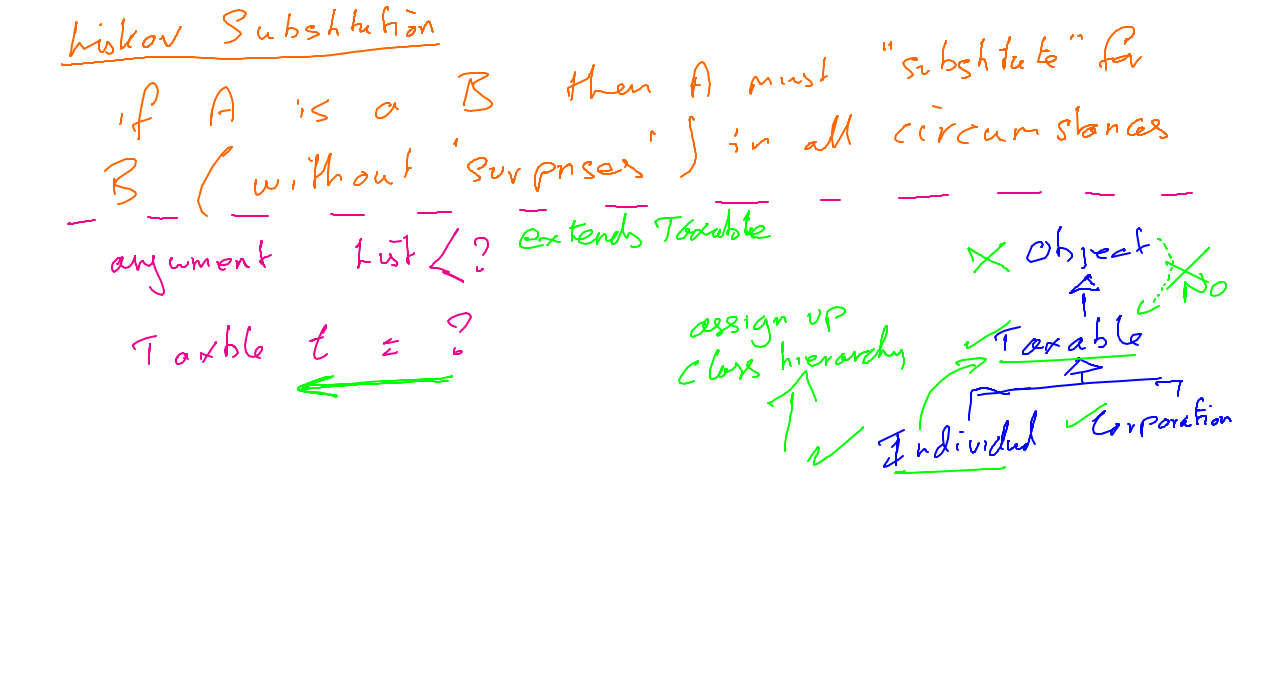 Liskov Substitution
if A is a B then A must "substitute" for
B (without 'surprises') in all circumstances
argument List <? extends Taxable
Taxble t = ?
assign up
class hierarchy
X Object
No
Taxable
Individual
Corporation